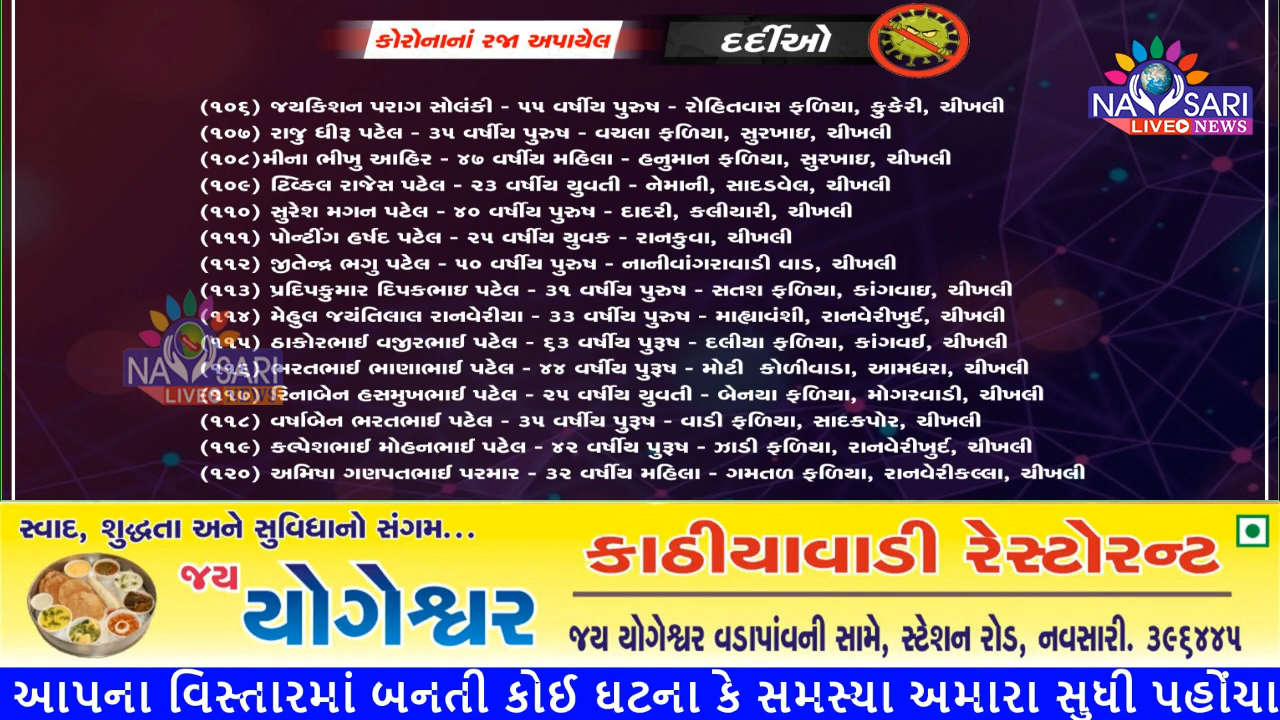 કોરોનાનાં રજા અપાયેલ દર્દીઓ
NAVSARI
LIVE NEWS
(૧૦૬) જયકિશન પરાગ સોલંકી - ૫૫ વર્ષીય પુરુષ - રોહિતવાસ ફળિયા, કુકેરી, ચીખલી
(૧૦૭) રાજુ ધીરૂ પટેલ - ૩૫ વર્ષીય પુરુષ - વચલા ફળિયા, સુરખાઇ, ચીખલી
(૧૦૮)મીના ભીખુ આહિર - ૪૭ વર્ષીય મહિલા - હનુમાન ફળિયા, સુરખાઇ, ચીખલી
(૧૦૯) ટિવ્કલ રાજેસ પટેલ - ૨૩ વર્ષીય યુવતી - નેમાની, સાદડવેલ, ચીખલી
(૧૧૦) સુરેશ મગન પટેલ - ૪૦ વર્ષીય પુરુષ - દાદરી, કલીયારી, ચીખલી
(૧૧૧) પોન્ટીંગ હર્ષદ પટેલ - ૨૫ વર્ષીય યુવક - રાનકુવા, ચીખલી
(૧૧૨) જીતેન્દ્ર ભગુ પટેલ - ૫૦ વર્ષીય પુરુષ - નાનીવાંગરાવાડી વાડ, ચીખલી
(૧૧૩) પ્રદિપકુમાર દિપકભાઇ પટેલ - ૩૧ વર્ષીય પુરુષ - સતશ ફળિયા, કાંગવાઇ, ચીખલી
(૧૧૪) મેહુલ જયંતિલાલ રાનવેરીયા - ૩૩ વર્ષીય પુરુષ - માહ્યાવંશી, રાનવેરીખુર્દ, ચીખલી
(૧૧૫) ઠાકોરભાઈ વજીરભાઈ પટેલ - ૬૩ વર્ષીય પુરૂષ - દલીયા ફળિયા, કાંગવઈ, ચીખલી
(૧૧૬) ભરતભાઈ ભાણાભાઈ પટેલ - ૪૪ વર્ષીય પુરૂષ - મોટી કોળીવાડા, આમધરા, ચીખલી
(૧૧૭) રિનાબેન હસમુખભાઈ પટેલ - ૨૫ વર્ષીય યુવતી - બેનયા ફળિયા, મોગરવાડી, ચીખલી
(૧૧૮) વર્ષાબેન ભરતભાઈ પટેલ - ૩૫ વર્ષીય પુરૂષ - વાડી ફળિયા, સાદકપોર, ચીખલી
(૧૧૯) કલ્પેશભાઈ મોહનભાઈ પટેલ - ૪૨ વર્ષીય પુરૂષ - ઝાડી ફળિયા, રાનવેરીખુર્દ, ચીખલી
(૧૨૦) અમિષા ગણપતભાઈ પરમાર - ૩૨ વર્ષીય મહિલા - ગમતળ ફળિયા, રાનવેરીકલ્લા, ચીખલી
NAVSARI
LIVE NEWS
સ્વાદ, શુદ્ધતા અને સુવિધાનો સંગમ...
જય યોગેશ્વર
કાઠીયાવાડી રેસ્ટોરન્ટ
જય યોગેશ્વર વડાપાંવની સામે, સ્ટેશન રોડ, નવસારી. ૩૯૬૪૪૫
આપના વિસ્તારમાં બનતી કોઈ ઘટના કે સમસ્યા અમારા સુધી પહોંચા